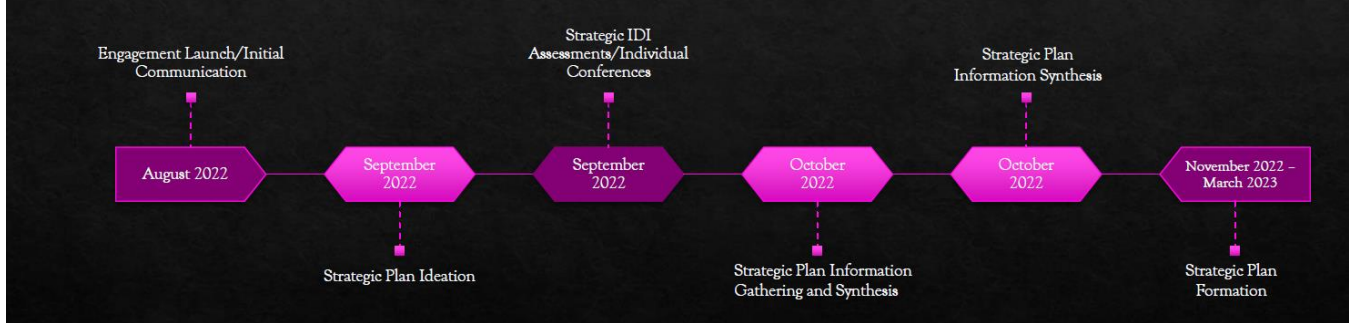 Engagement Launch/Initial
Communication
August 2022
September
2022
Strategic Plan Ideation
Strategic IDI
Assessments/Individual
Conferences
September
2022
October
2022
Strategic Plan Information
Gathering and Synthesis
Strategic Plan
Information Synthesis
October
2022
November 2022 –
March 2023
Strategic Plan
Formation